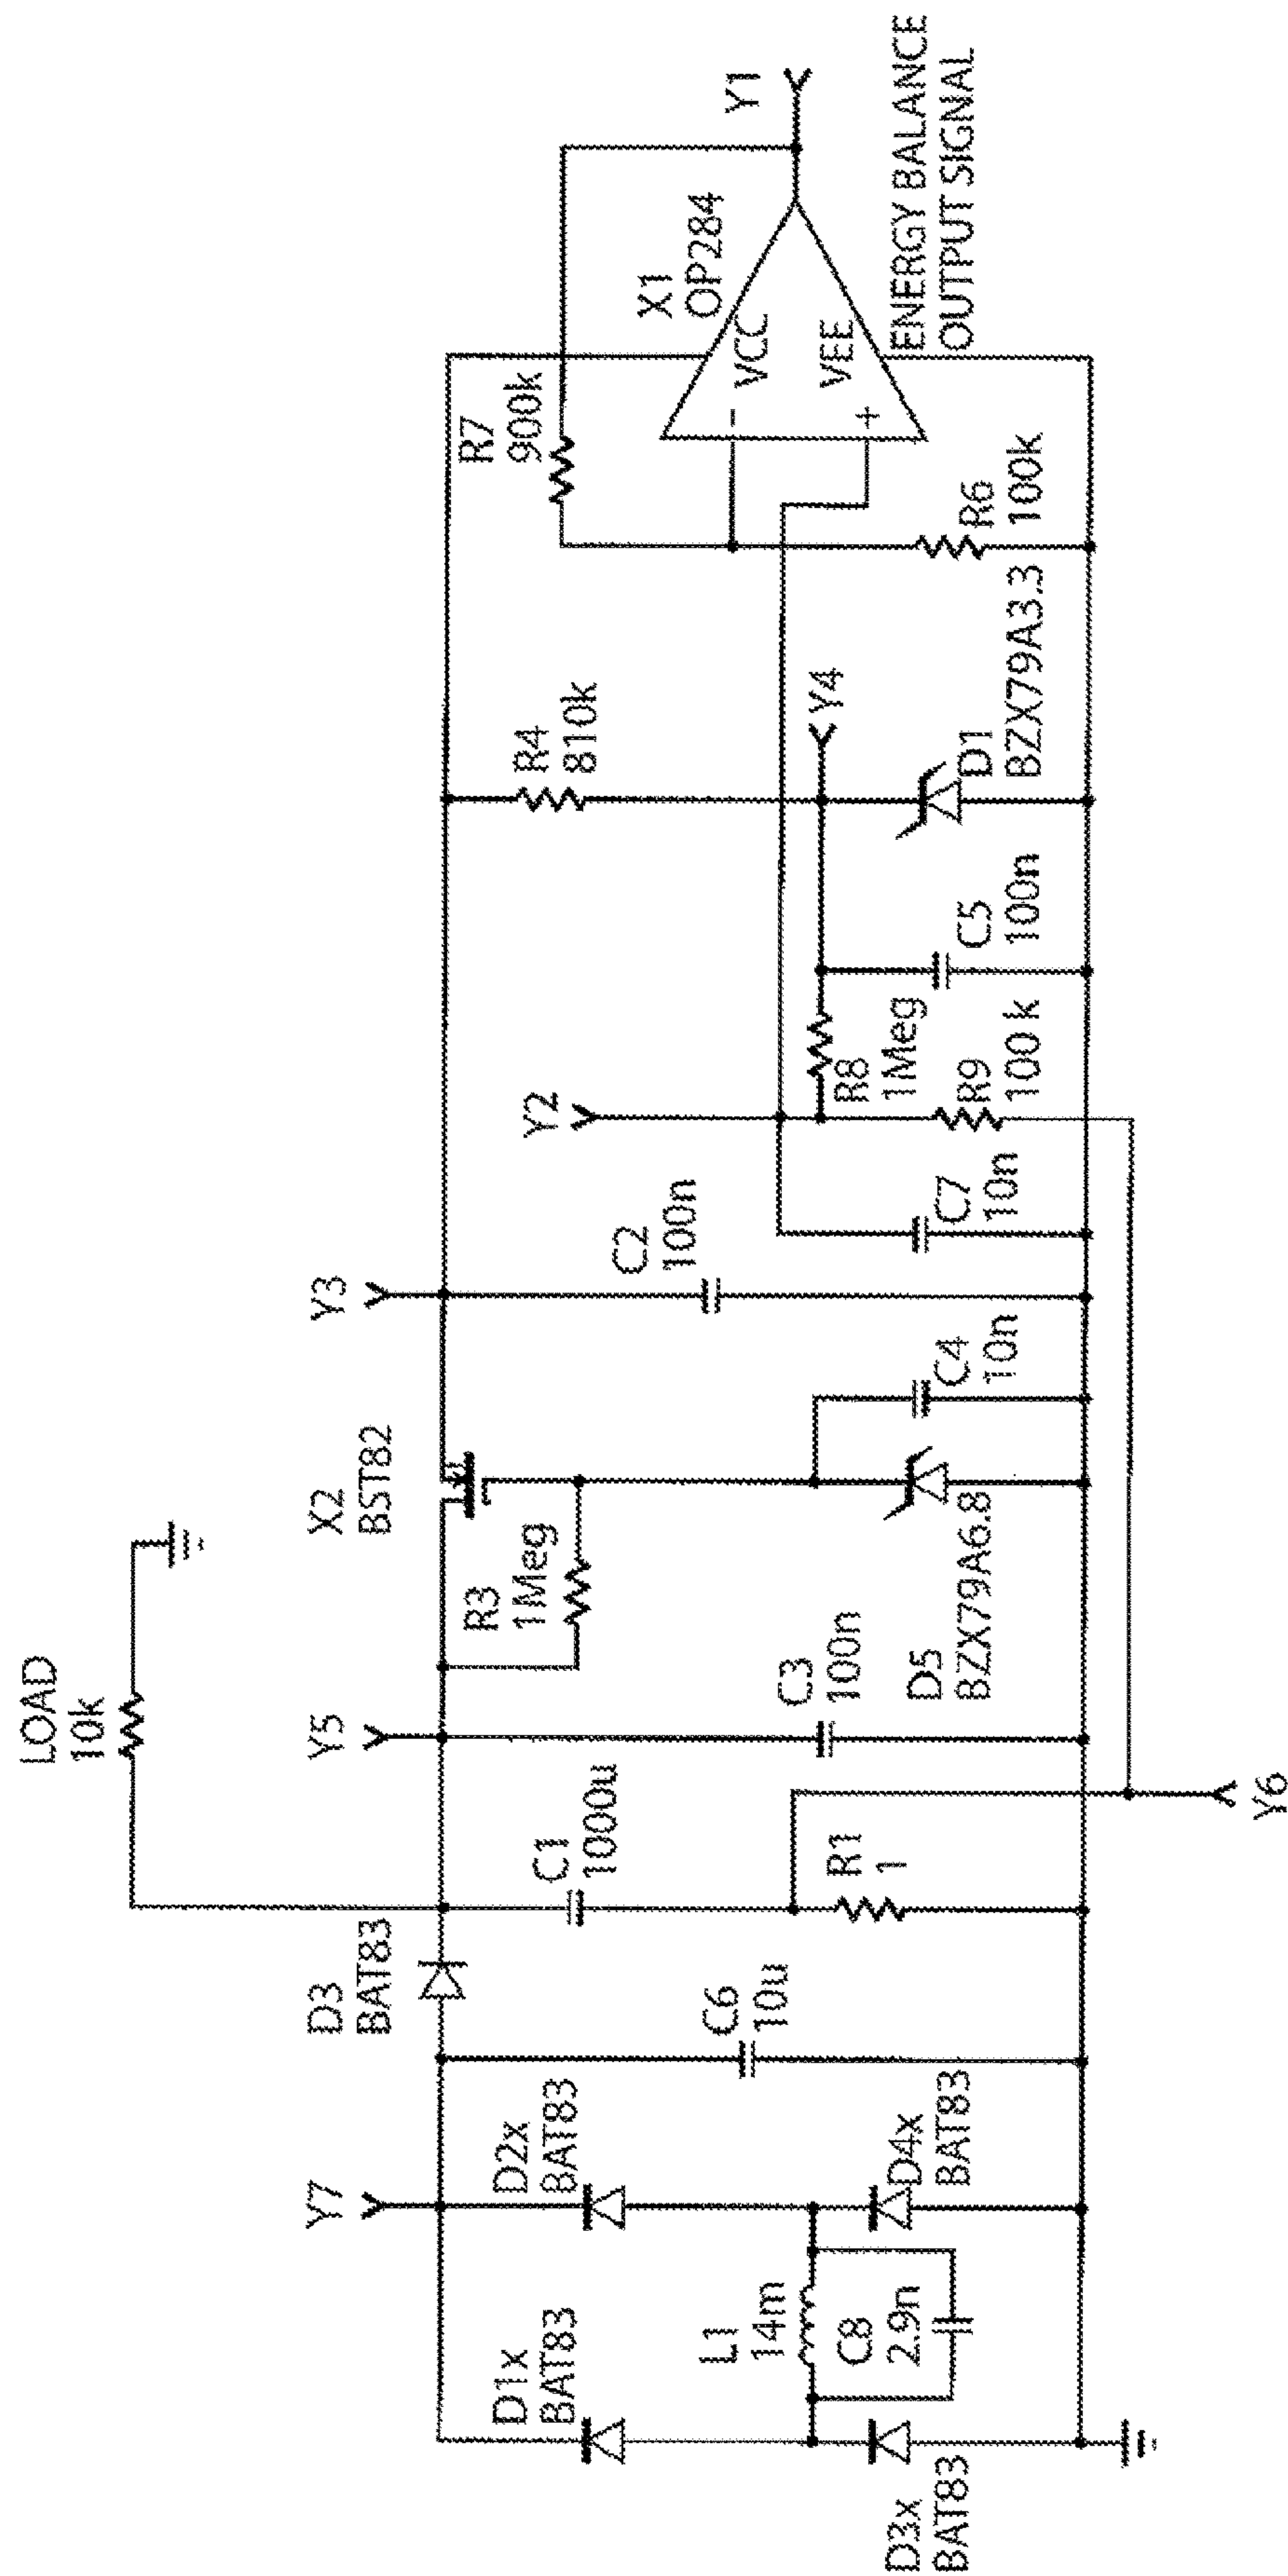 LOAD
10k
D3
BAT83
Y7
Y5
X2
BST82
Y3
D1x
BAT83
D2x
BAT83
C6
10u
C1
1000u
R3
1Meg
C2
100n
Y2
R4
810k
R7
900k
X1
OP284
Y1
VCC
-
VEE
+
L1
14m
C8
2.9n
D3x
BAT83
D4x
BAT83
R1
1
Y6
C3
100n
D5
BZX79A6.8
C4
10n
C7
10n
R8
1Meg
R9
100 k
C5
100n
Y4
D1
BZX79A3.3
R6
100k
ENERGY BALANCE
OUTPUT SIGNAL